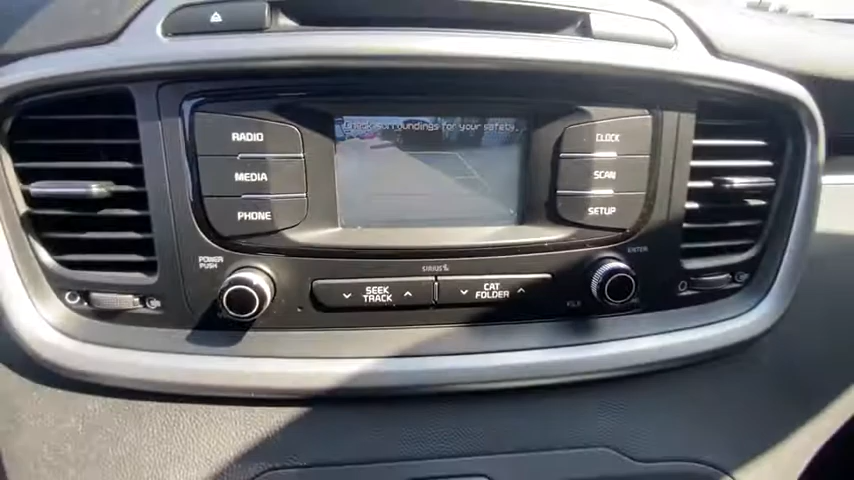 Check surroundings for your safety.
RADIO
CLOCK
MEDIA
SCAN
PHONE
SETUP
POWER
PUSH
SIRIUS
ENTER
SEEK
TRACK
CAT
FOLDER
FILE